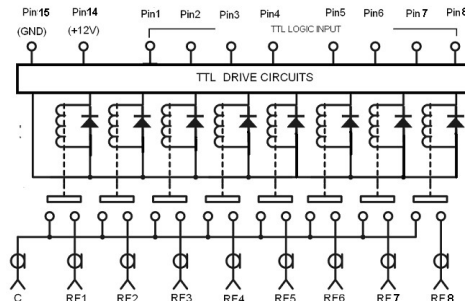 Pin15 Pin14 Pin1 Pin2 Pin3 Pin4 Pin5 Pin6 Pin7 Pin8
(GND) (+12V) TTL LOGIC INPUT
TTL DRIVE CIRCUITS
C RF1 RF2 RF3 RF4 RF5 RF6 RF7 RF8